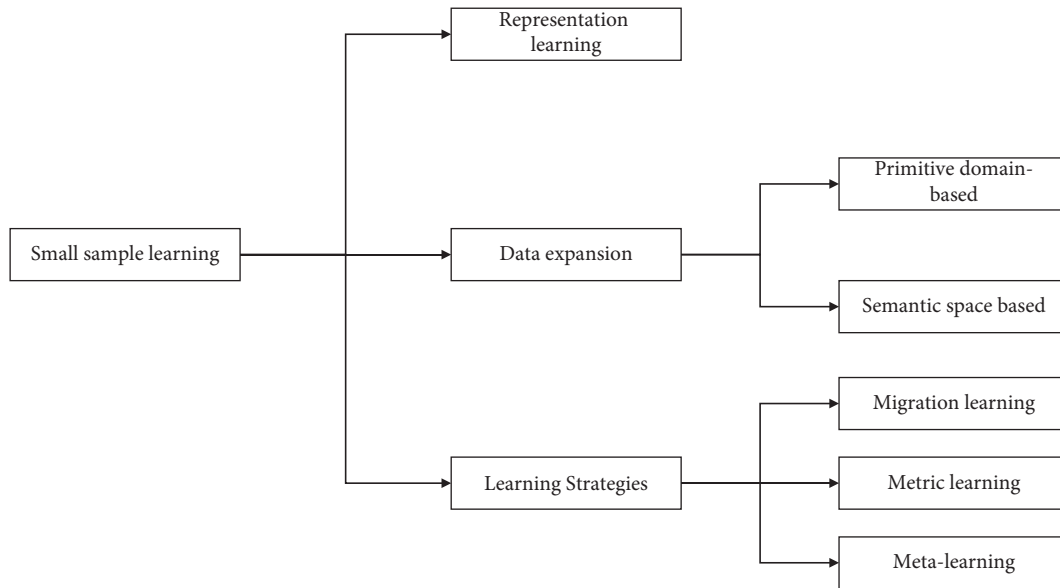 Representation
learning
Primitive domain-
based
Small sample learning
Data expansion
Semantic space based
Migration learning
Learning Strategies
Metric learning
Meta-learning